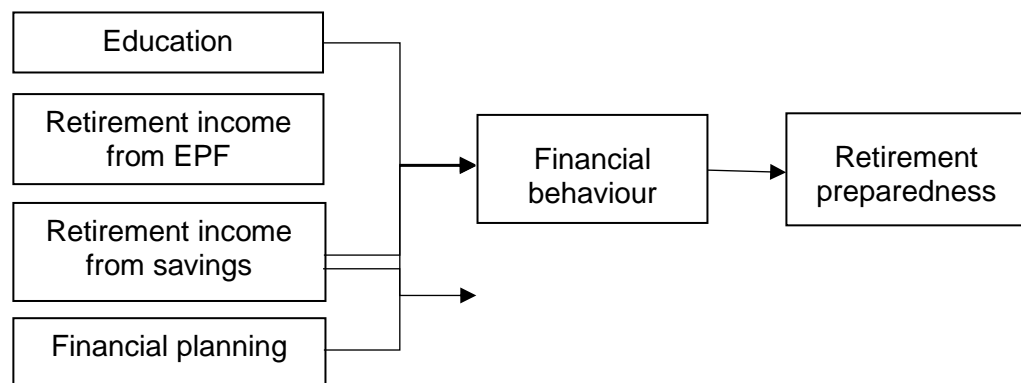 Education
Retirement income
from EPF
Retirement income
from savings
Financial planning
Financial
behaviour
Retirement
preparedness